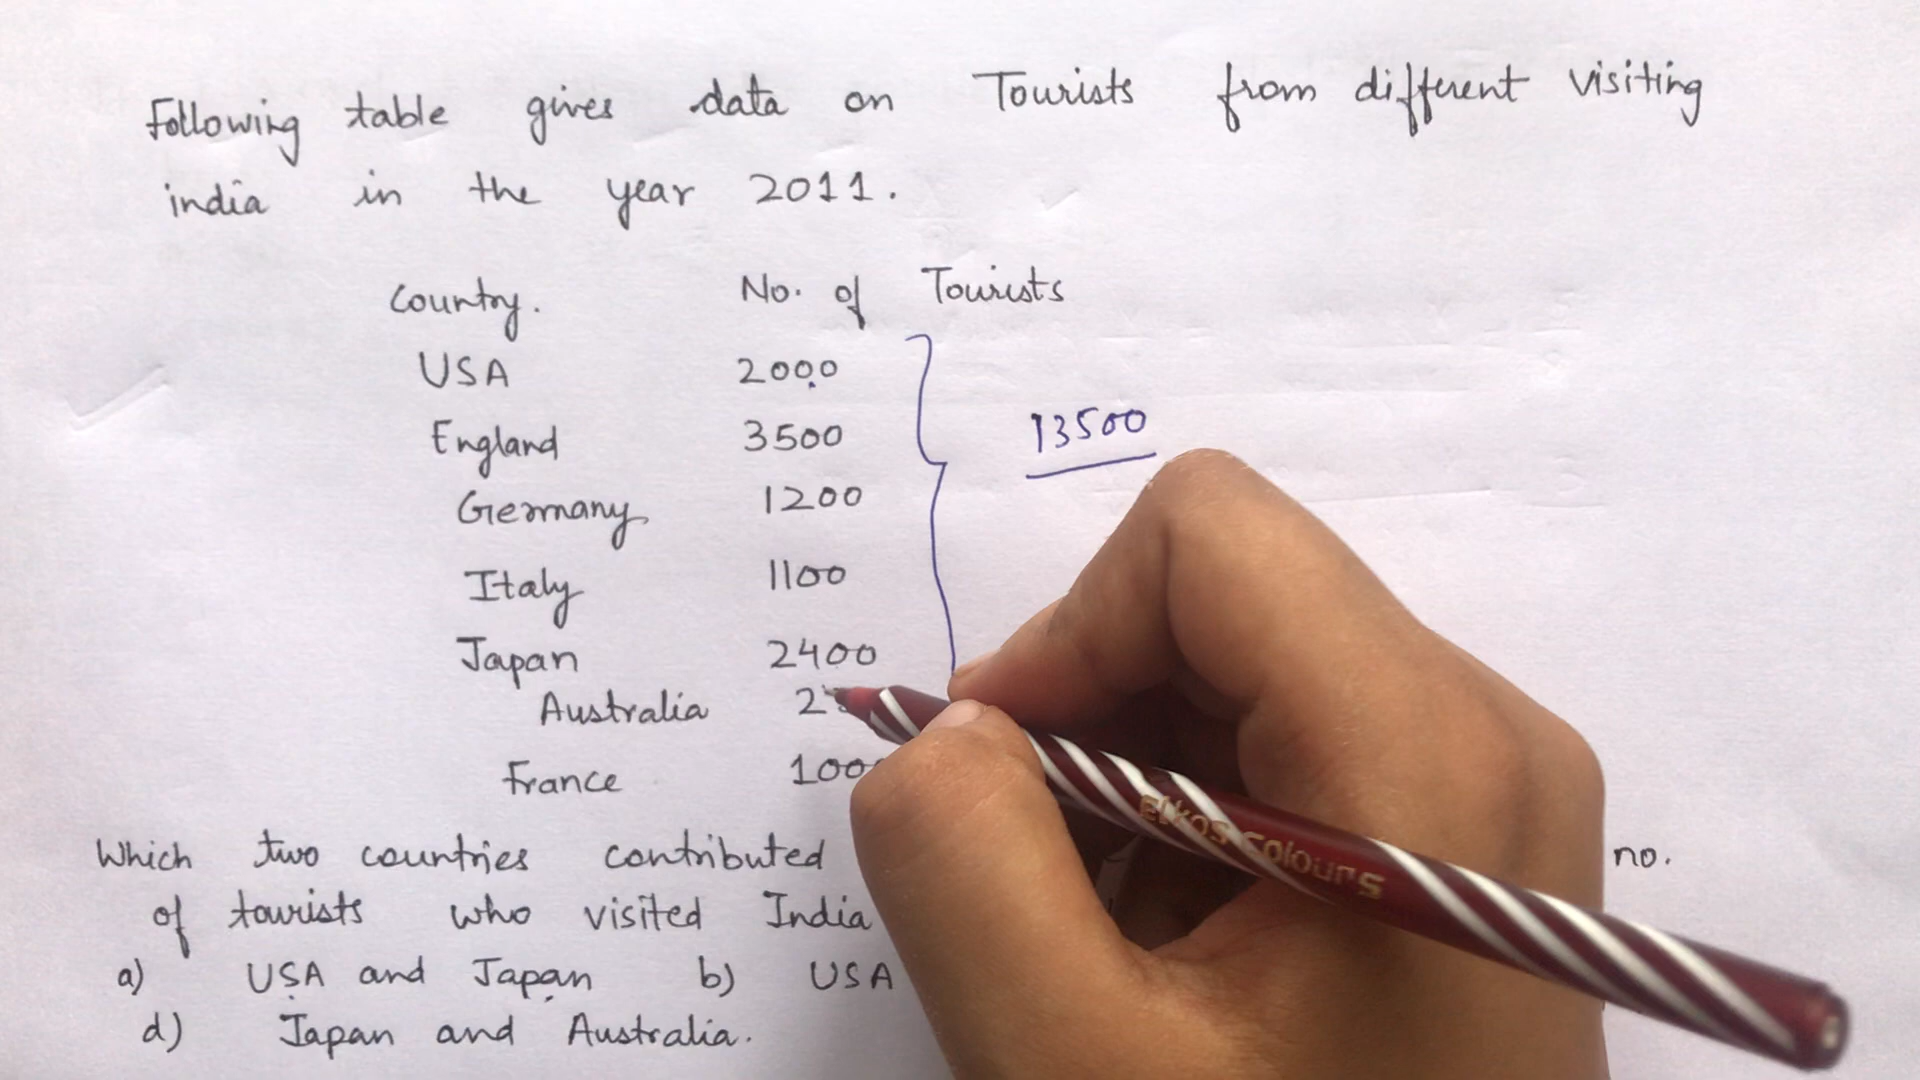 Following table gives data on Tourists from different visiting
india in the year 2011.
Country. No. of Tourists
USA 2000
England 3500
13500
Germany 1200
Italy 1100
Japan 2400
Australia
France
Which two countries contributed no.
of tourists who visited India
a) USA and Japan b) USA
d) Japan and Australia.
Elkos Colours